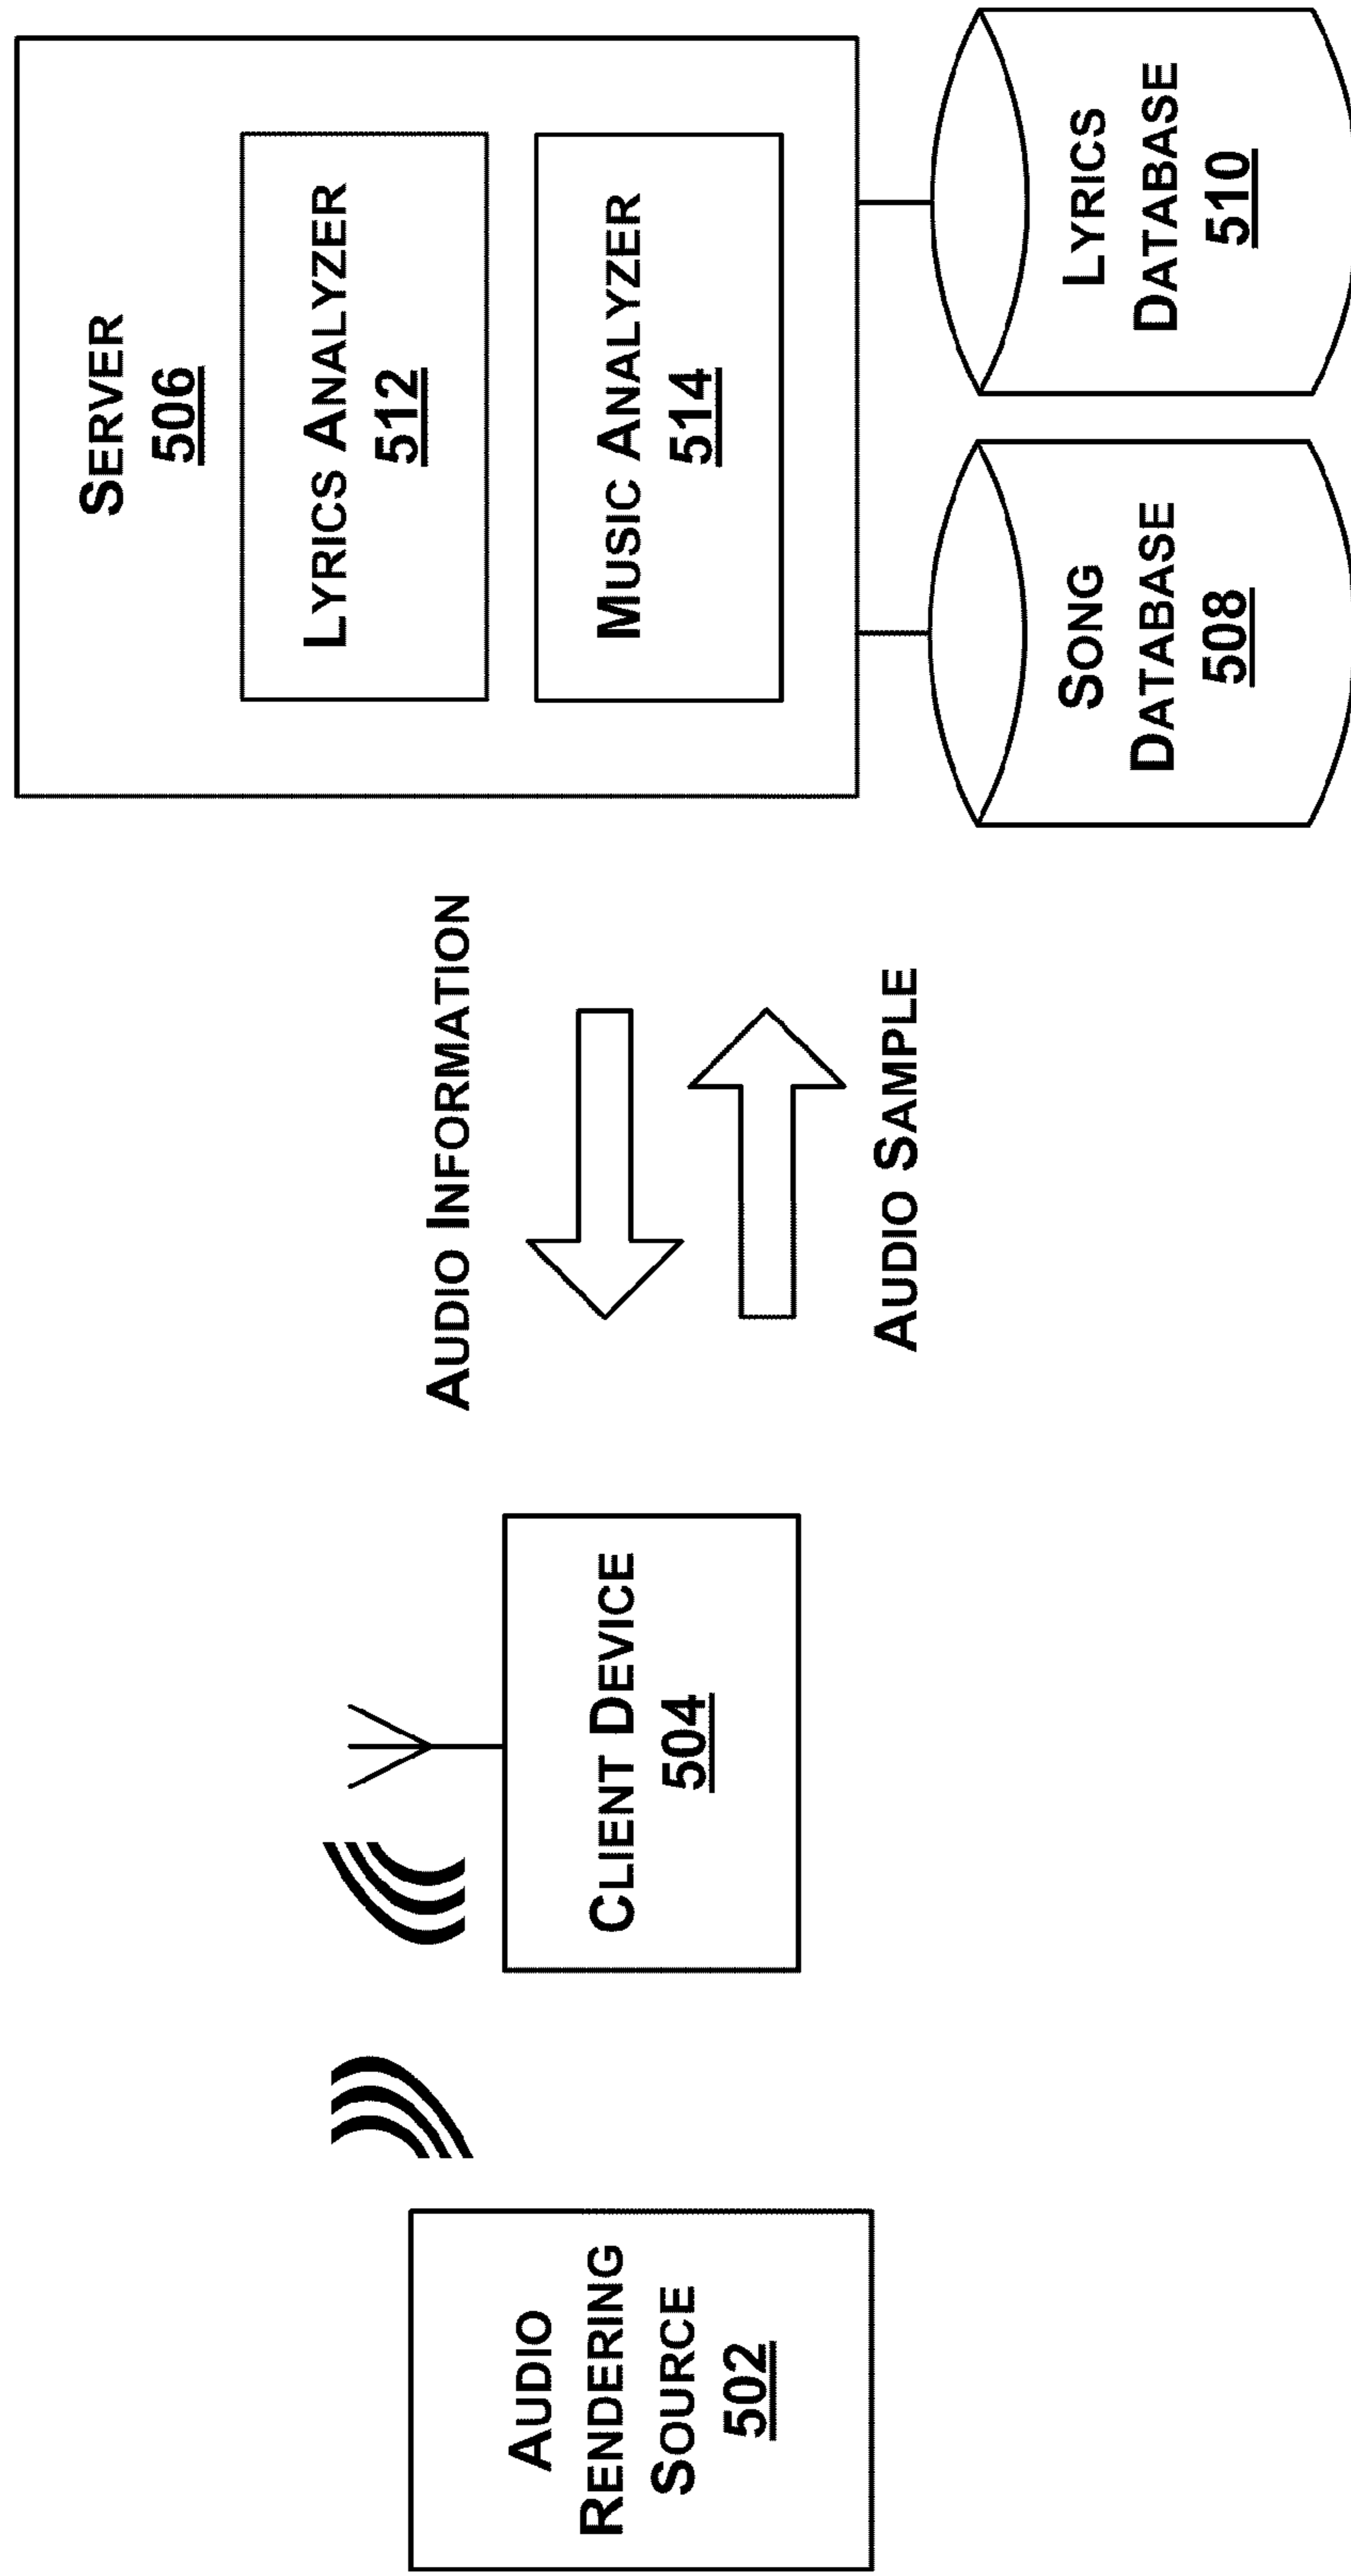 AUDIO
RENDERING
SOURCE
502
CLIENT DEVICE
504
AUDIO INFORMATION
AUDIO SAMPLE
SERVER
506
LYRICS ANALYZER
512
MUSIC ANALYZER
514
SONG
DATABASE
508
LYRICS
DATABASE
510